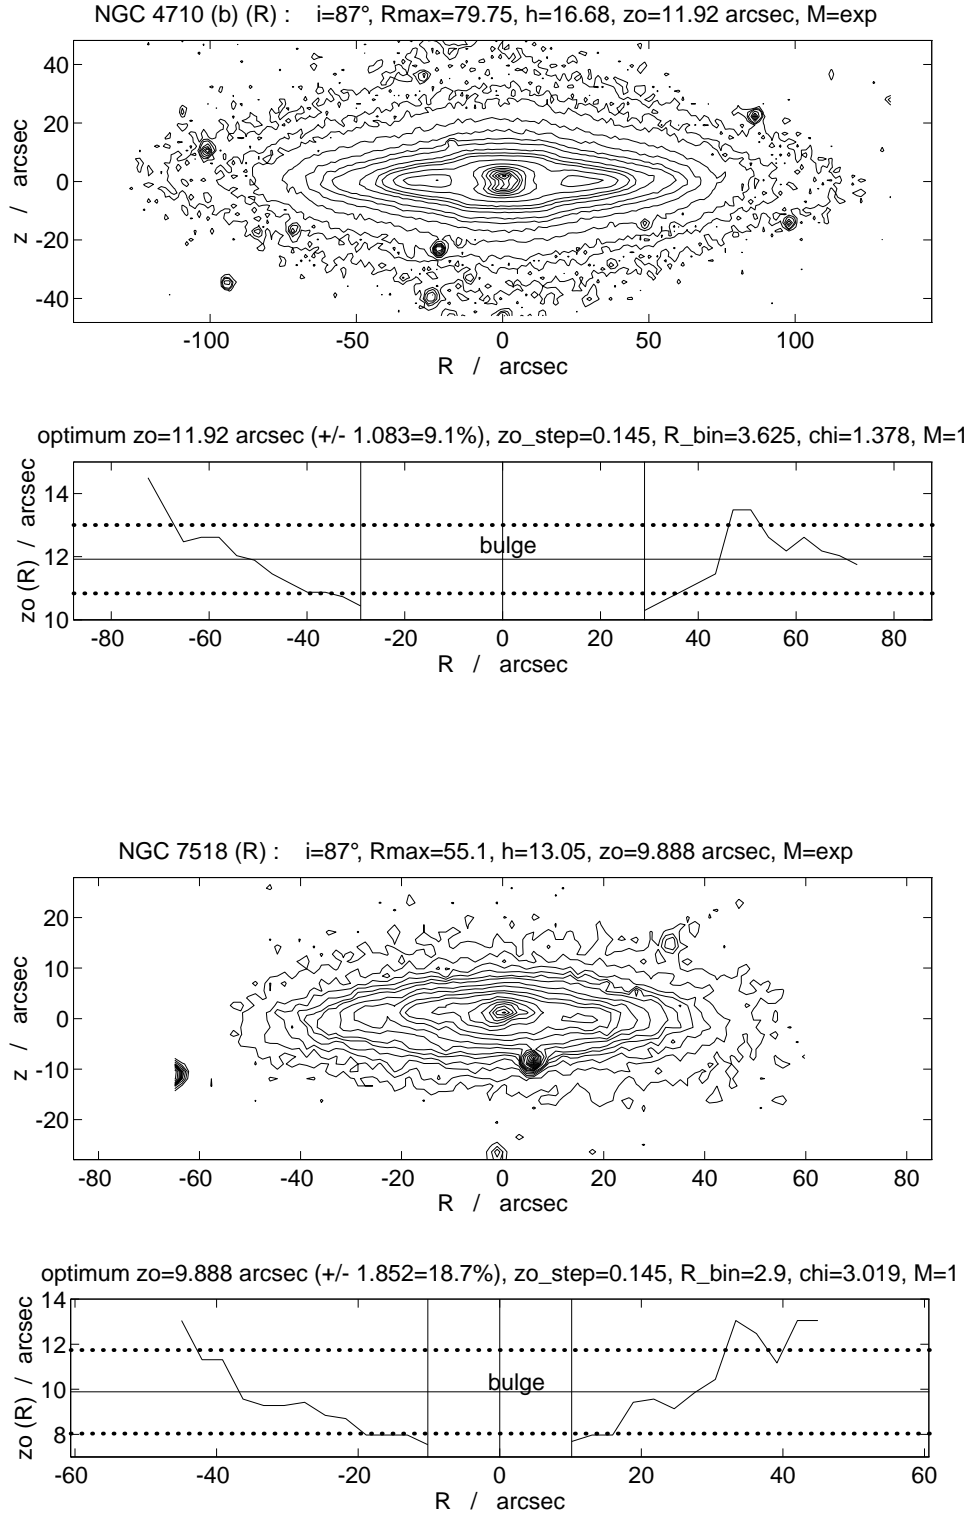 NGC 4710 (b) (R) : i=87°, Rmax=79.75, h=16.68, zo=11.92 arcsec, M=exp
40
20
0
-20
-40
z / arcsec
-100 -50 0 50 100
R / arcsec
optimum zo=11.92 arcsec (+/- 1.083=9.1%), zo_step=0.145, R_bin=3.625, chi=1.378, M=1
14
12
10
zo (R) / arcsec
bulge
-80 -60 -40 -20 0 20 40 60 80
R / arcsec
NGC 7518 (R) : i=87°, Rmax=55.1, h=13.05, zo=9.888 arcsec, M=exp
20
10
0
-10
-20
z / arcsec
-80 -60 -40 -20 0 20 40 60 80
R / arcsec
optimum zo=9.888 arcsec (+/- 1.852=18.7%), zo_step=0.145, R_bin=2.9, chi=3.019, M=1
14
12
10
8
zo (R) / arcsec
bulge
-60 -40 -20 0 20 40 60
R / arcsec